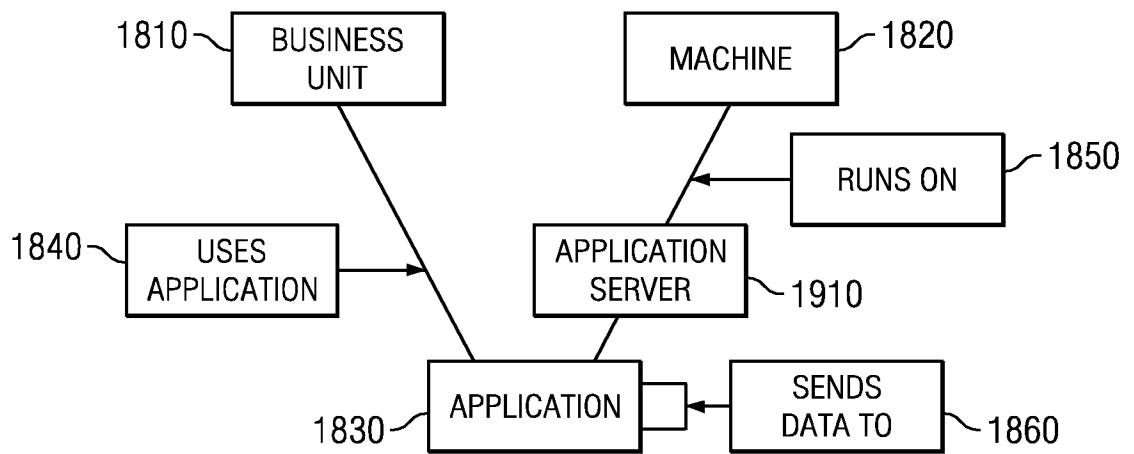 1810
BUSINESS
UNIT
MACHINE
1820
RUNS ON
1850
1840
USES
APPLICATION
APPLICATION
SERVER
1910
APPLICATION
1830
SENDS
DATA TO
1860